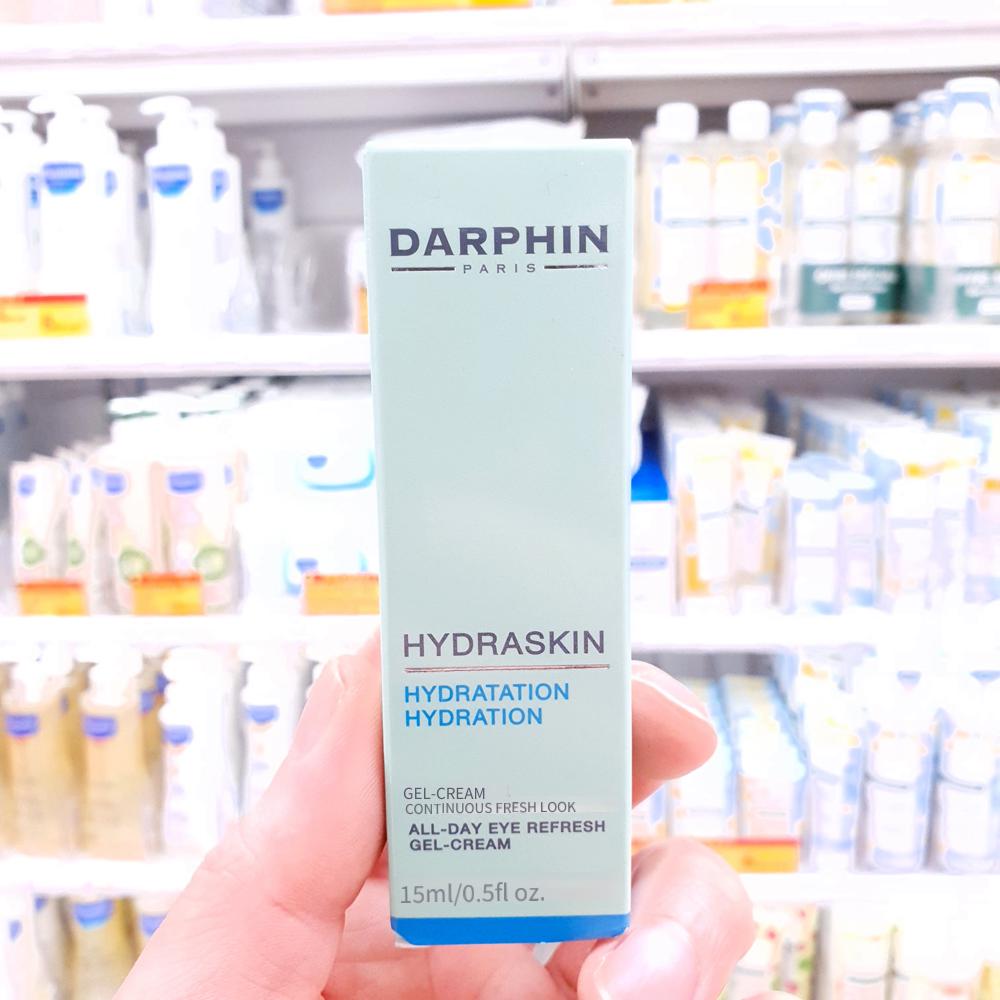 DARPHIN
PARIS
HYDRASKIN
HYDRATATION
HYDRATION
GEL-CREAM
CONTINUOUS FRESH LOOK
ALL-DAY EYE REFRESH
GEL-CREAM
15ml/0.5fl oz.